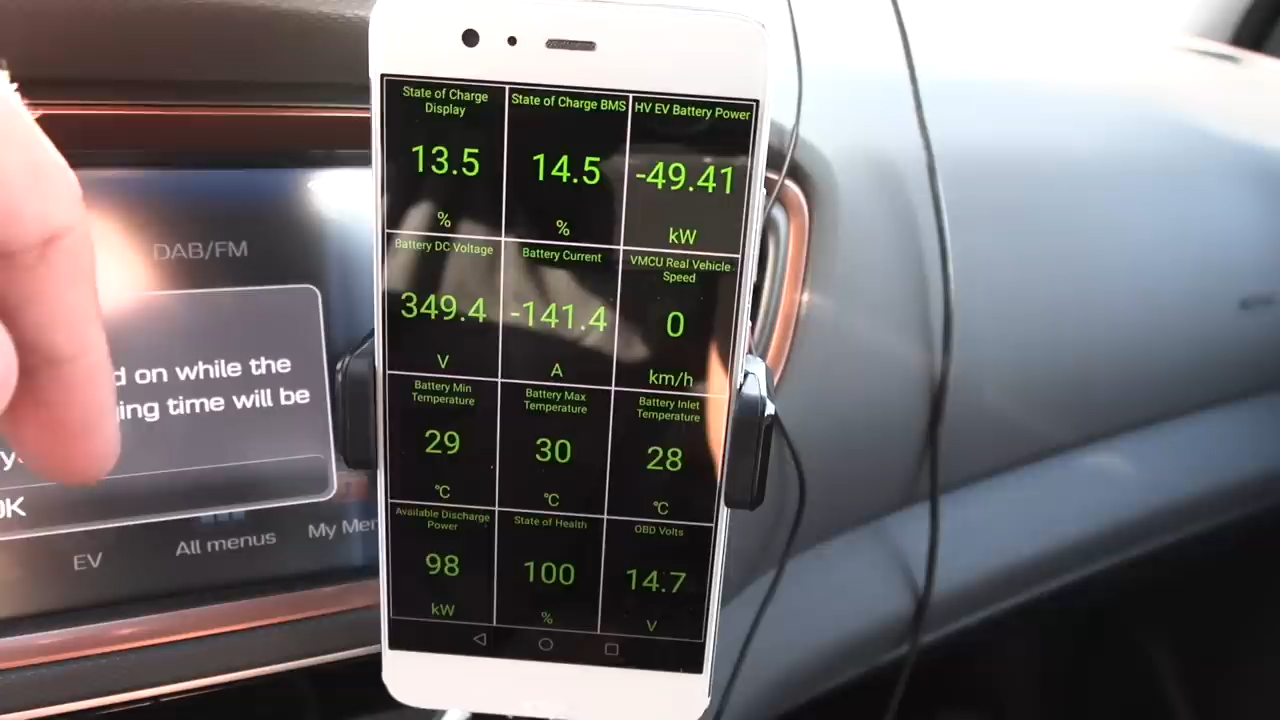 State of Charge
Display
13.5
%
State of Charge BMS
14.5
%
HV EV Battery Power
-49.41
kW
Battery DC Voltage
349.4
V
Battery Current
-141.4
A
VMCU Real Vehicle
Speed
0
km/h
Battery Min
Temperature
29
°C
Battery Max
Temperature
30
°C
Battery Inlet
Temperature
28
°C
Available Discharge
Power
98
kW
State of Health
100
%
OBD Volts
14.7
V
DAB/FM
on while the
time will be
EV
All menus
My